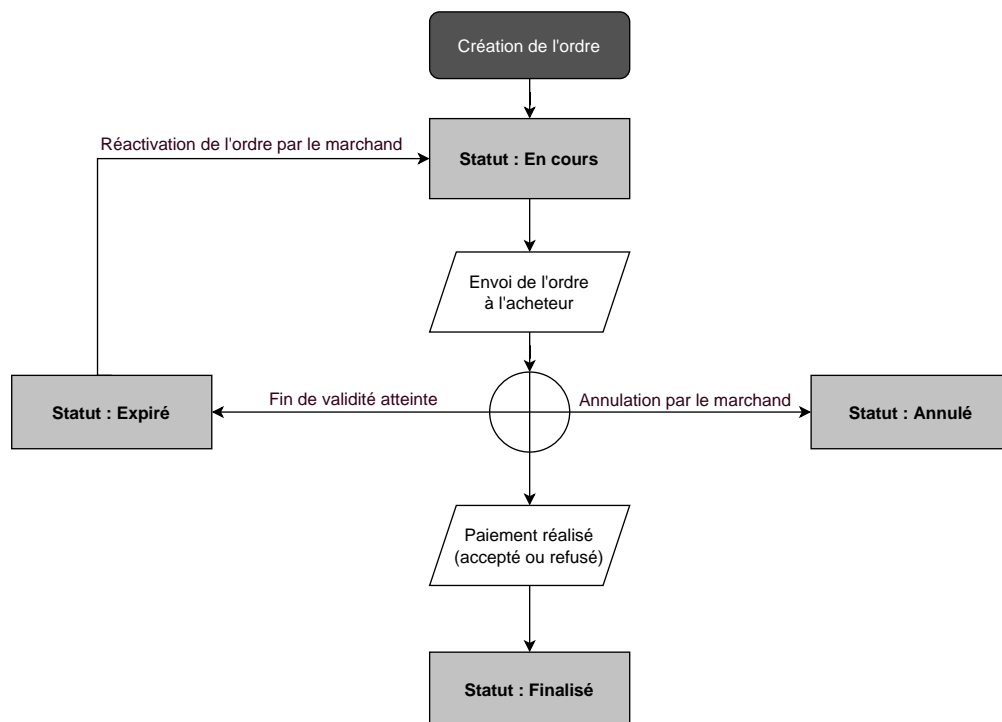 Création de l'ordre
Réactivation de l'ordre par le marchand
Statut : En cours
Envoi de l'ordre
à l'acheteur
Statut : Expiré
Fin de validité atteinte
Annulation par le marchand
Statut : Annulé
Paiement réalisé
(accepté ou refusé)
Statut : Finalisé